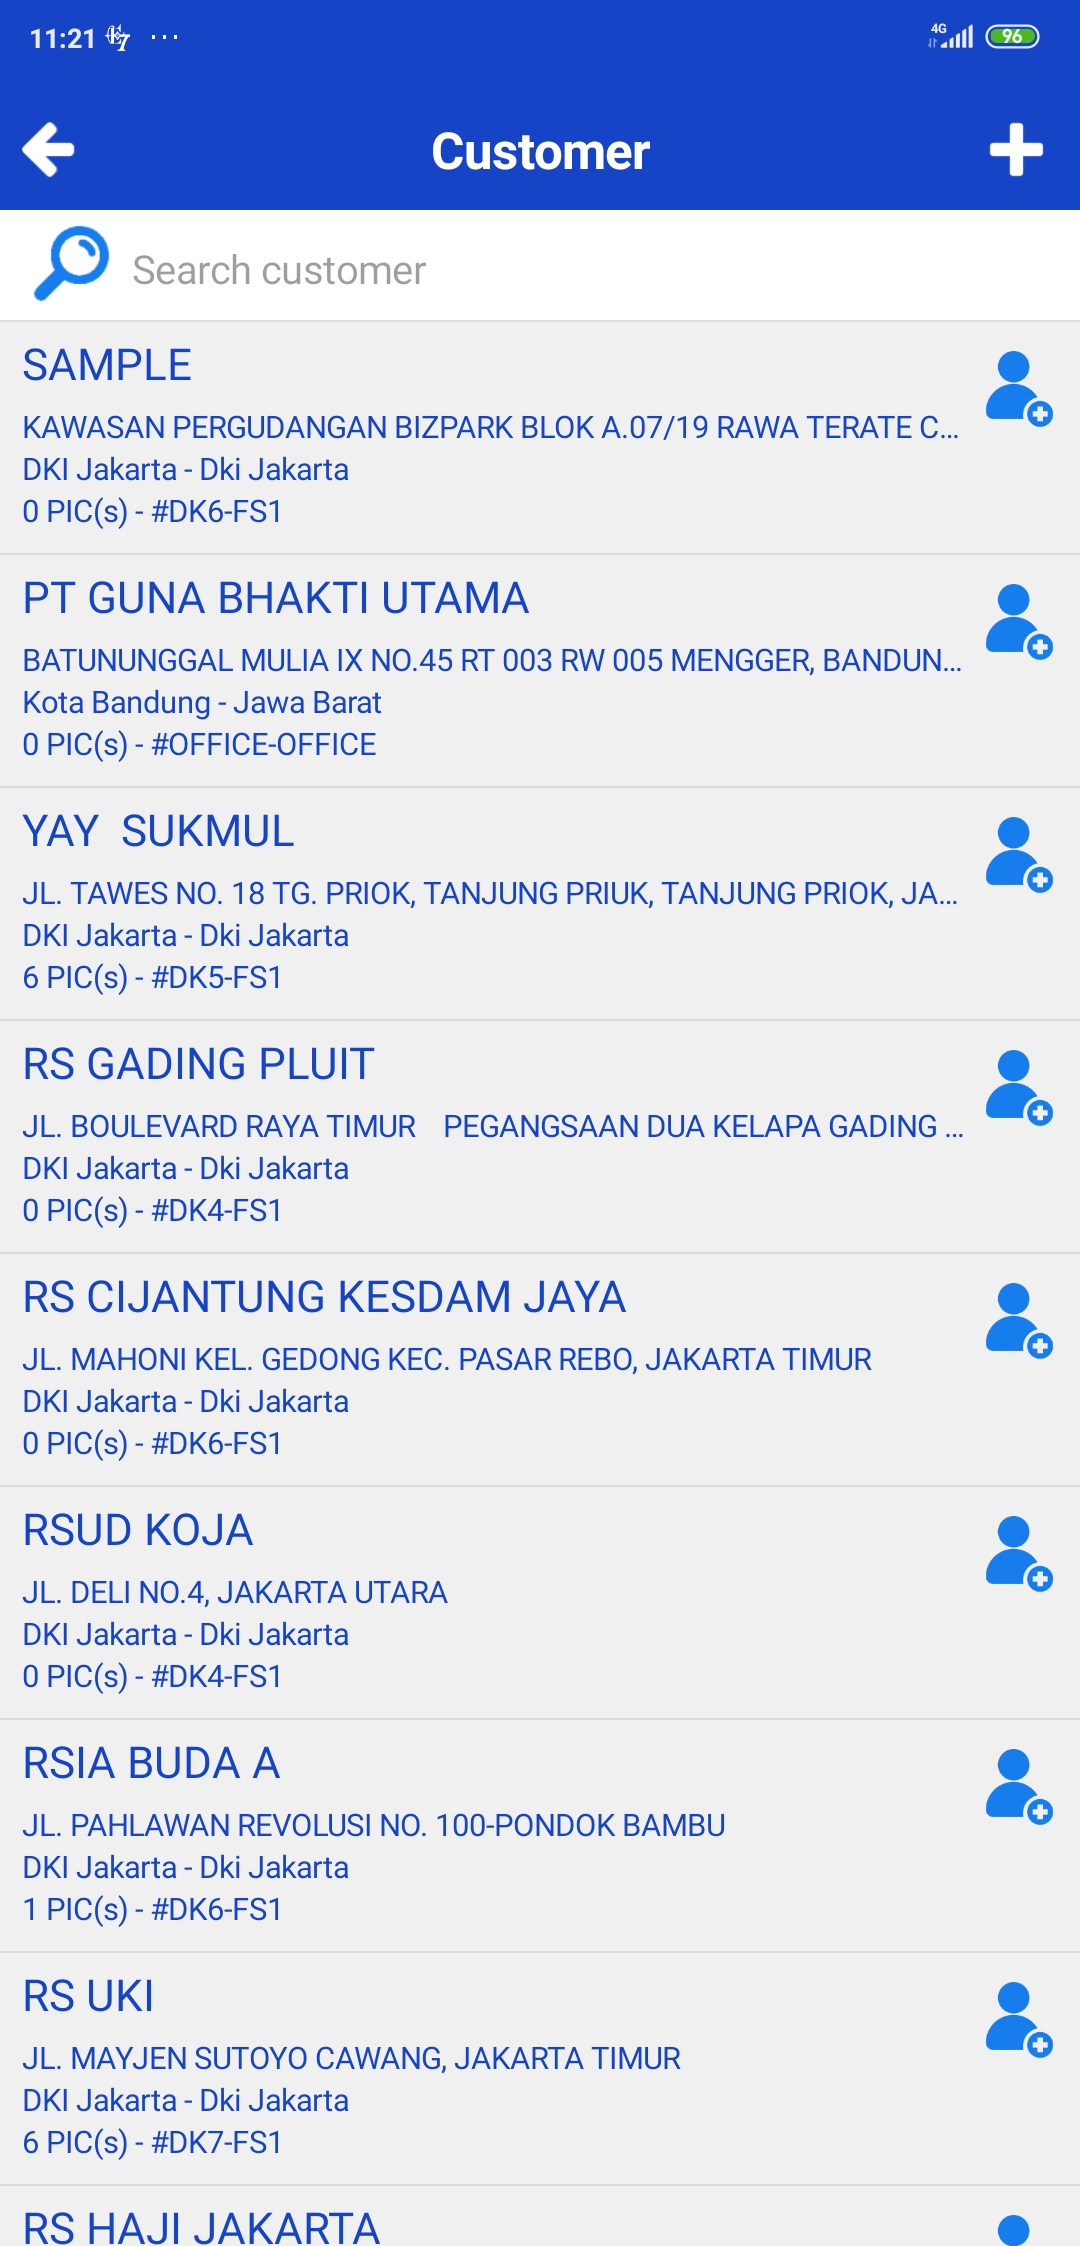 11:21
4G
96
Customer
Search customer
SAMPLE
KAWASAN PERGUDANGAN BIZPARK BLOK A.07/19 RAWA TERATE C...
DKI Jakarta - Dki Jakarta
0 PIC(s) - #DK6-FS1
PT GUNA BHAKTI UTAMA
BATUNUNGGAL MULIA IX NO.45 RT 003 RW 005 MENGGER, BANDUN...
Kota Bandung - Jawa Barat
0 PIC(s) - #OFFICE-OFFICE
YAY  SUKMUL
JL. TAWES NO. 18 TG. PRIOK, TANJUNG PRIUK, TANJUNG PRIOK, JA...
DKI Jakarta - Dki Jakarta
6 PIC(s) - #DK5-FS1
RS GADING PLUIT
JL. BOULEVARD RAYA TIMUR    PEGANGSAAN DUA KELAPA GADING ...
DKI Jakarta - Dki Jakarta
0 PIC(s) - #DK4-FS1
RS CIJANTUNG KESDAM JAYA
JL. MAHONI KEL. GEDONG KEC. PASAR REBO, JAKARTA TIMUR
DKI Jakarta - Dki Jakarta
0 PIC(s) - #DK6-FS1
RSUD KOJA
JL. DELI NO.4, JAKARTA UTARA
DKI Jakarta - Dki Jakarta
0 PIC(s) - #DK4-FS1
RSIA BUDA A
JL. PAHLAWAN REVOLUSI NO. 100-PONDOK BAMBU
DKI Jakarta - Dki Jakarta
1 PIC(s) - #DK6-FS1
RS UKI
JL. MAYJEN SUTOYO CAWANG, JAKARTA TIMUR
DKI Jakarta - Dki Jakarta
6 PIC(s) - #DK7-FS1
RS HAJI JAKARTA